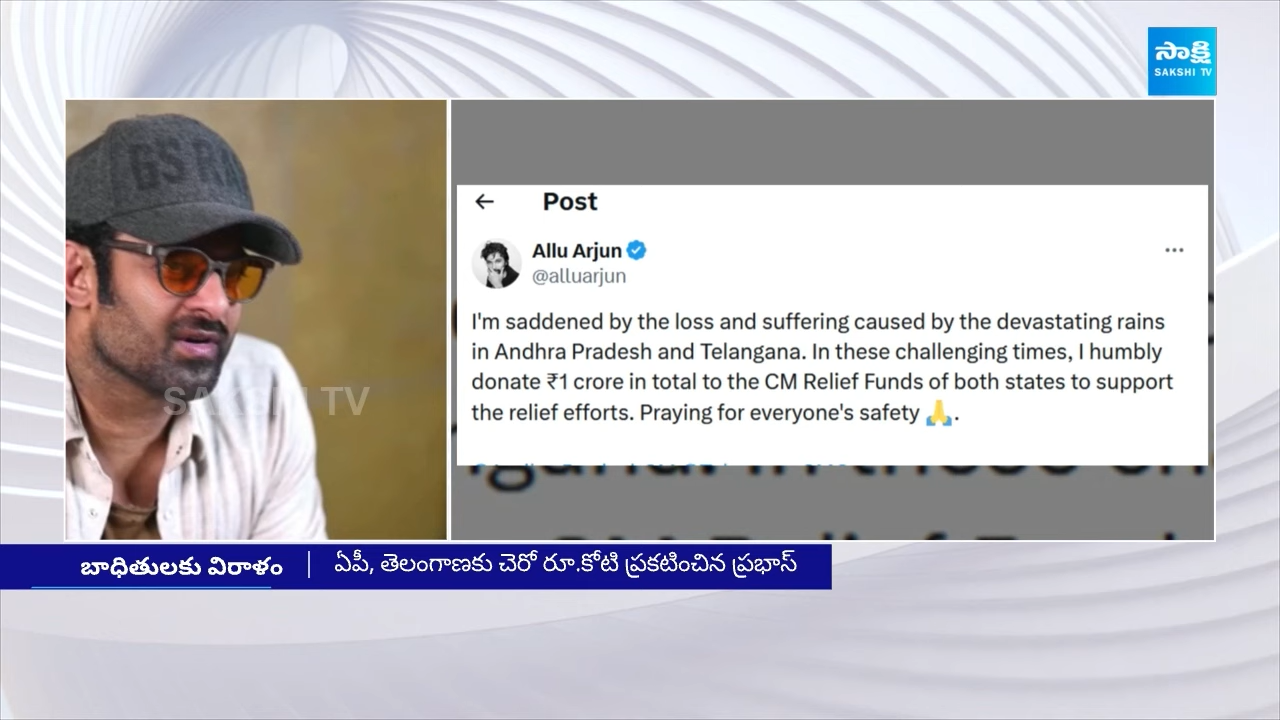 సాక్షి
SAKSHI TV
GS RA
SAKSHI TV
Post
Allu Arjun
@alluarjun
I'm saddened by the loss and suffering caused by the devastating rains
in Andhra Pradesh and Telangana. In these challenging times, I humbly
donate ₹1 crore in total to the CM Relief Funds of both states to support
the relief efforts. Praying for everyone's safety 🙏.
బాధితులకు విరాళం
ఏపీ, తెలంగాణకు చెరో రూ.కోటి ప్రకటించిన ప్రభాస్